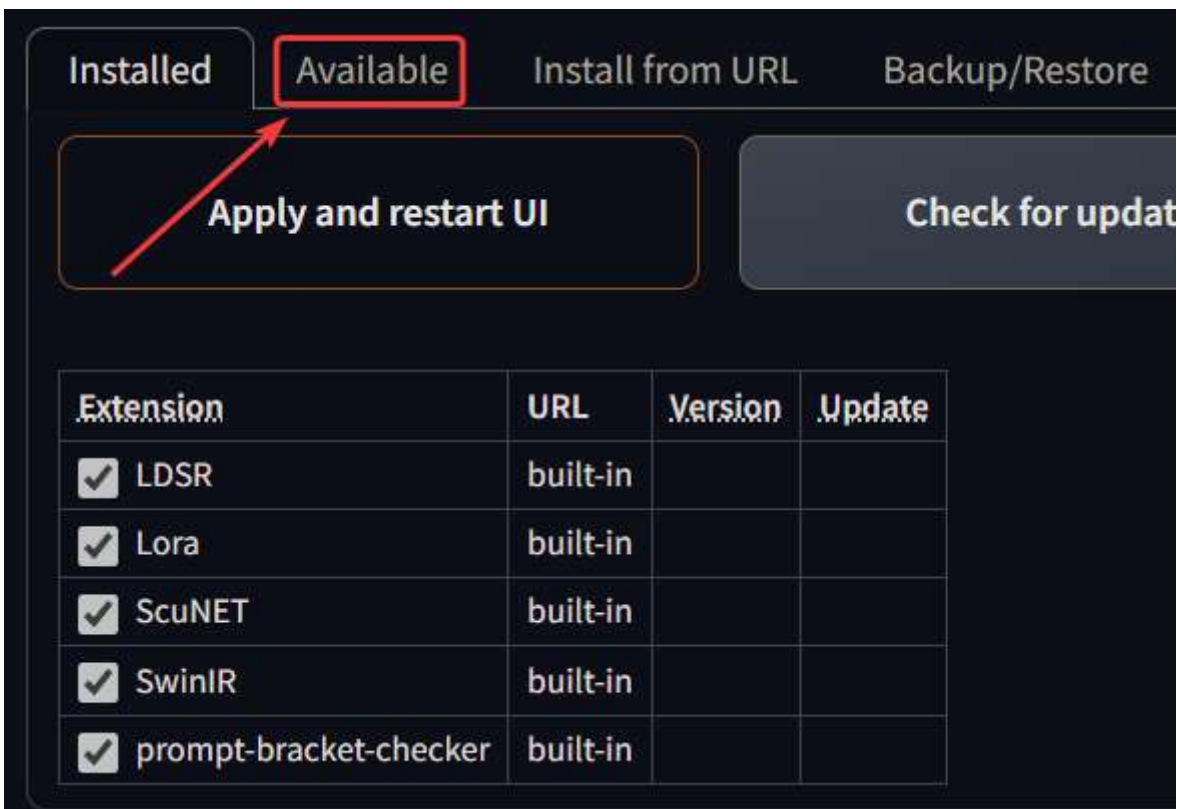 Installed Available Install from URL Backup/Restore
Apply and restart UI Check for updat
Extension URL Version Update
LDSR built-in
Lora built-in
ScuNET built-in
SwinIR built-in
prompt-bracket-checker built-in